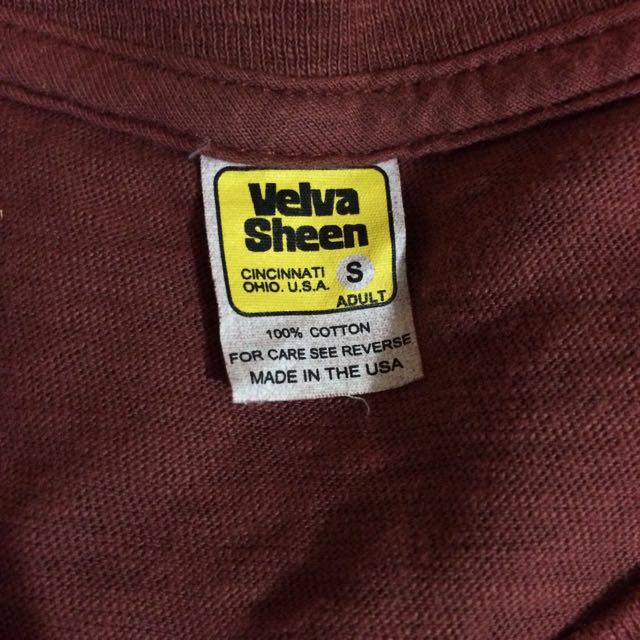 Velva
Sheen
CINCINNATI
OHIO. U.S.A.
S
ADULT
100% COTTON
FOR CARE SEE REVERSE
MADE IN THE USA